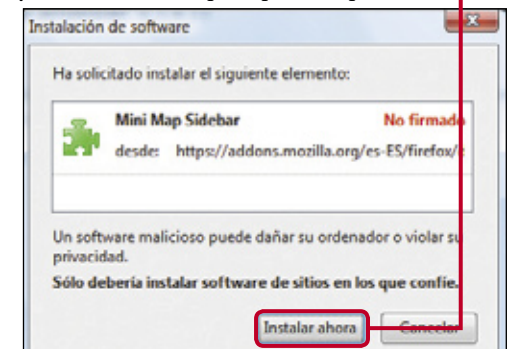 Instalación de software
Ha solicitado instalar el siguiente elemento:
Mini Map Sidebar No firmado
desde: https://addons.mozilla.org/es-ES/firefox/
Un software malicioso puede dañar su ordenador o violar su
privacidad.
Sólo debería instalar software de sitios en los que confíe.
Instalar ahora Cancelar